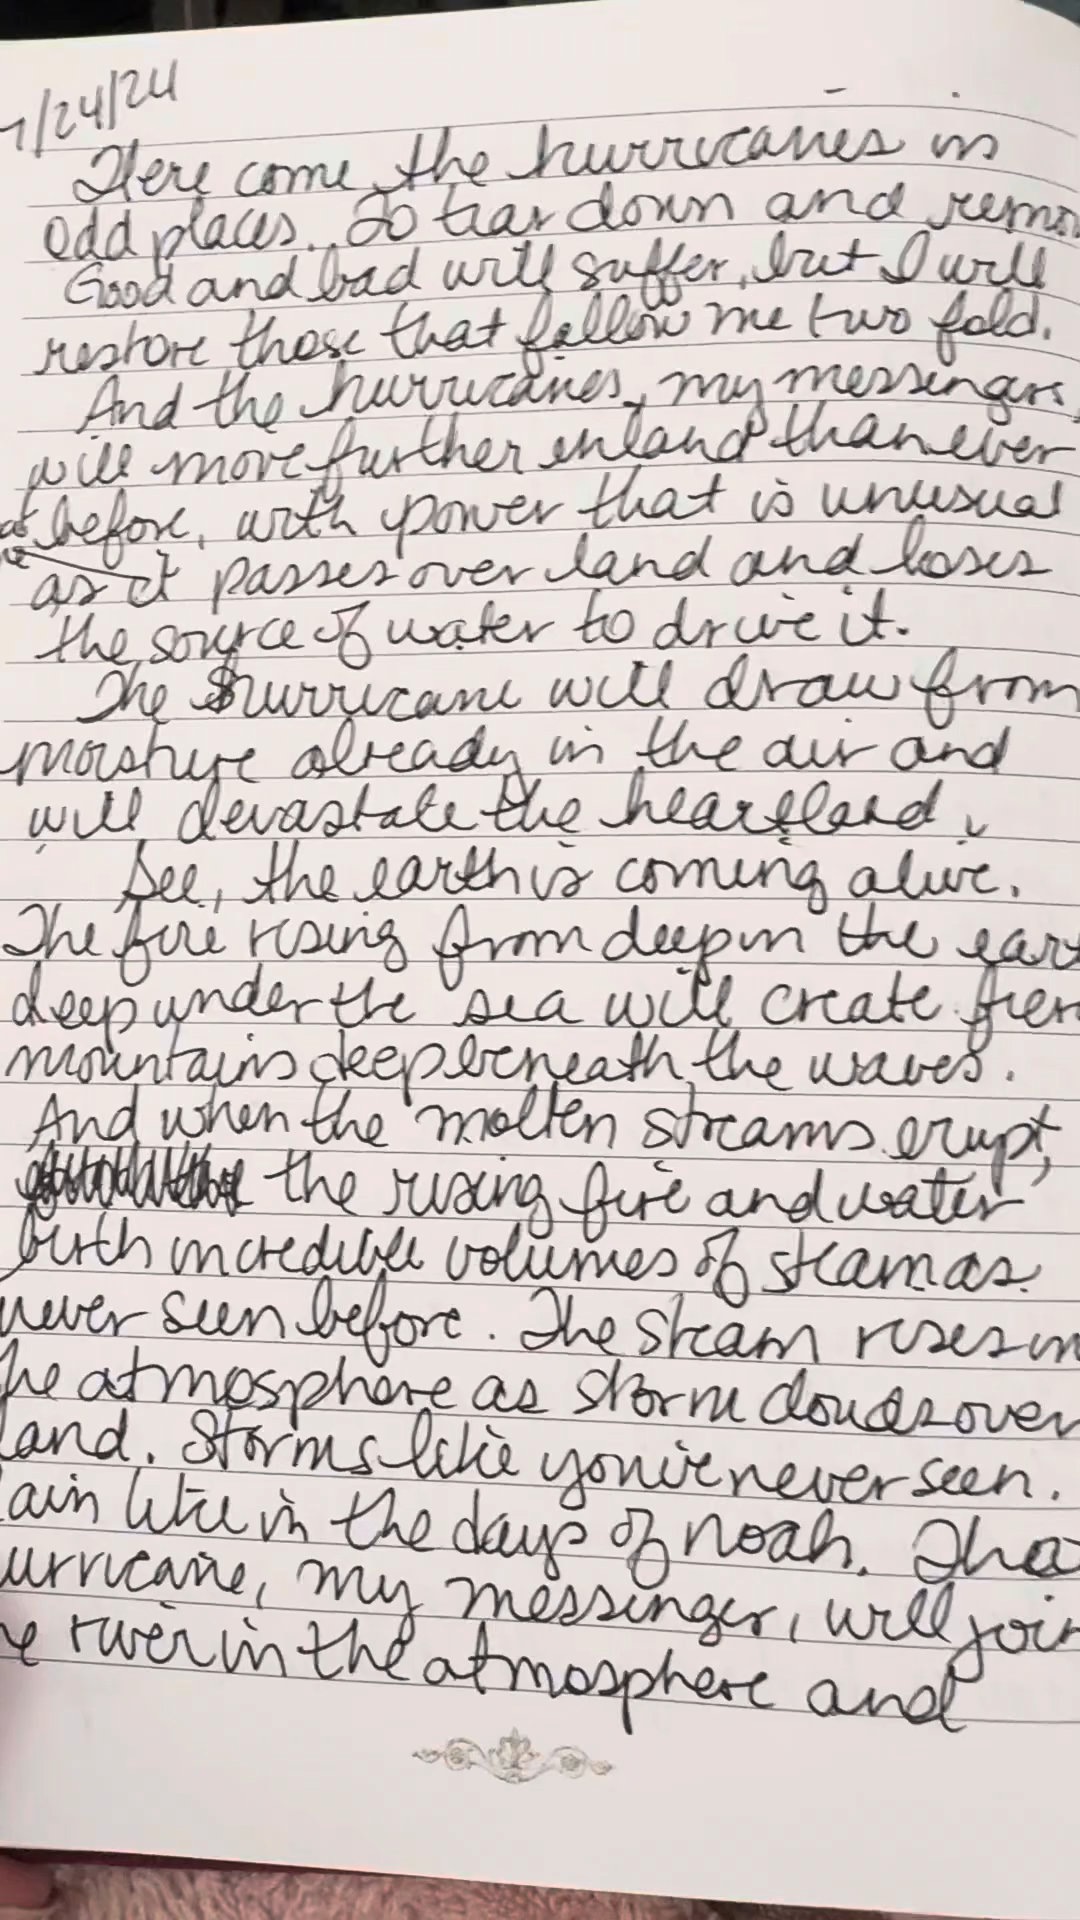 7/24/24
Here come the hurricanes in
odd places. To tear down and remo
Good and bad will suffer, but I will
restore those that follow me two fold.
And the hurricanes, my messengers,
will move further inland than ever
before, with power that is unusual
as it passes over land and loses
the source of water to drive it.
The hurricane will draw from
moisture already in the air and
will devastate the heartland.
See, the earth is coming alive.
The fire rising from deep in the eart
deep under the sea will create fier
mountains deep beneath the waves.
And when the molten streams erupt,
the rising fire and water
birth incredible volumes of steam as
never seen before. The steam rises in
the atmosphere as storm clouds over
land. Storms like you've never seen.
ain like in the days of noah. Tha
urricane, my messenger, will join
e river in the atmosphere and